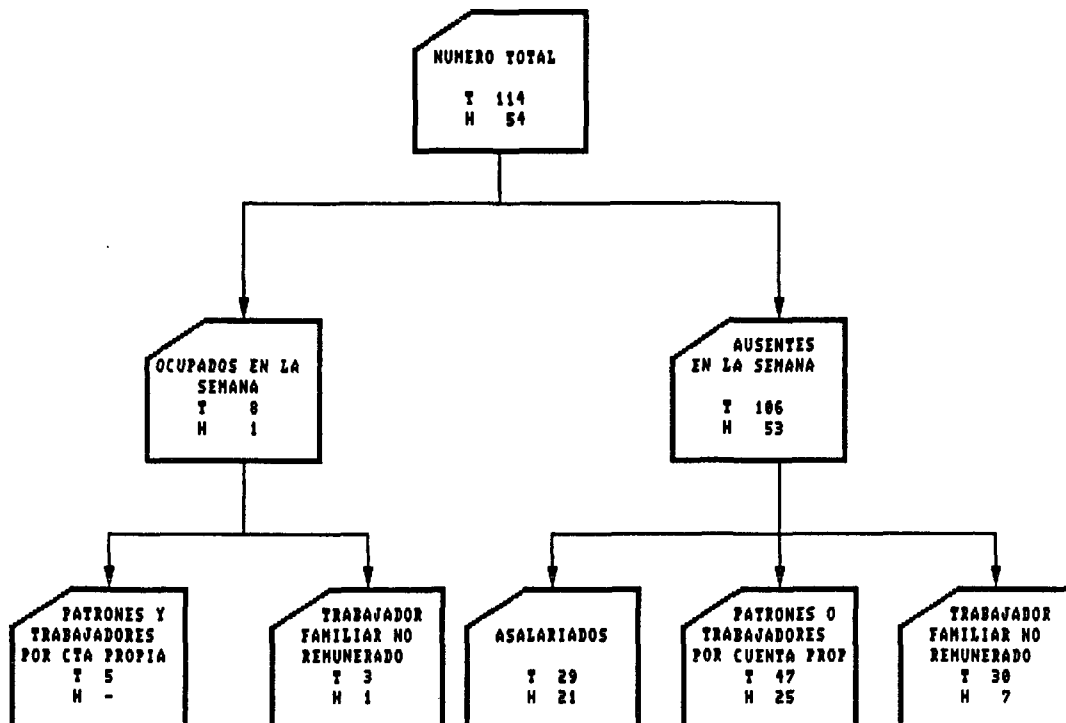 NUMERO TOTAL
T 114
H 54
OCUPADOS EN LA
SEMANA
T 8
H 1
AUSENTES
EN LA SEMANA
T 106
H 53
PATRONES Y
TRABAJADORES
POR CTA PROPIA
T 5
H -
TRABAJADOR
FAMILIAR NO
REMUNERADO
T 3
H 1
ASALARIADOS
T 29
H 21
PATRONES O
TRABAJADORES
POR CUENTA PROP
T 47
H 25
TRABAJADOR
FAMILIAR NO
REMUNERADO
T 30
H 7